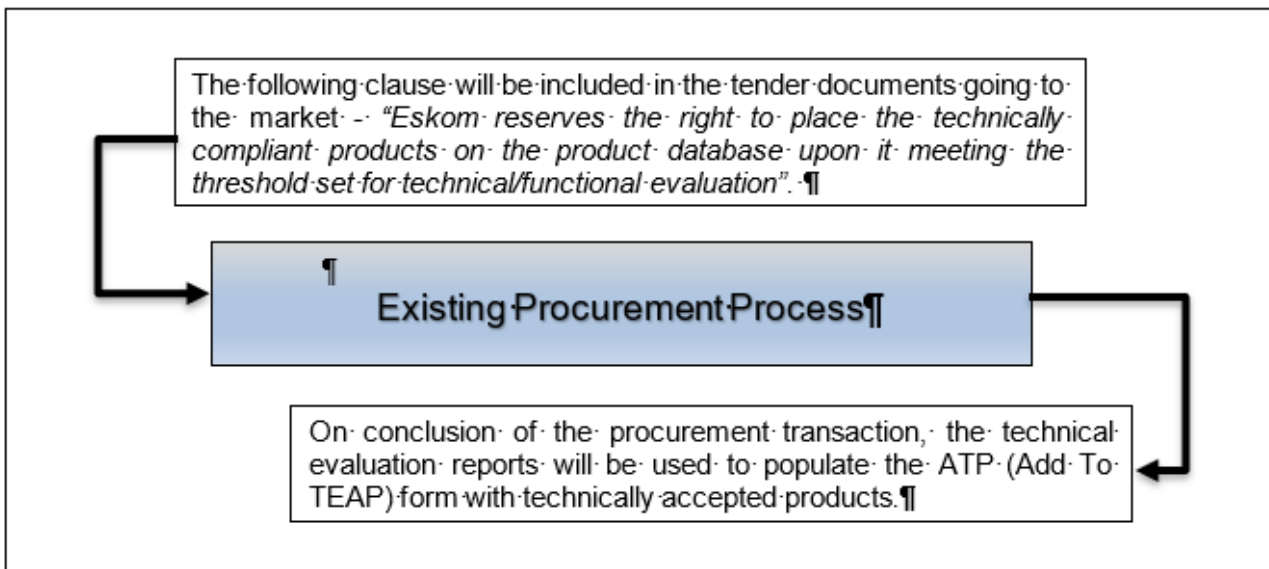 The following clause will be included in the tender documents going to
the market - “Eskom reserves the right to place the technically
compliant products on the product database upon it meeting the
threshold set for technical/functional evaluation”. ¶
¶
Existing Procurement Process¶
On conclusion of the procurement transaction, the technical
evaluation reports will be used to populate the ATP (Add To
TEAP) form with technically accepted products.¶